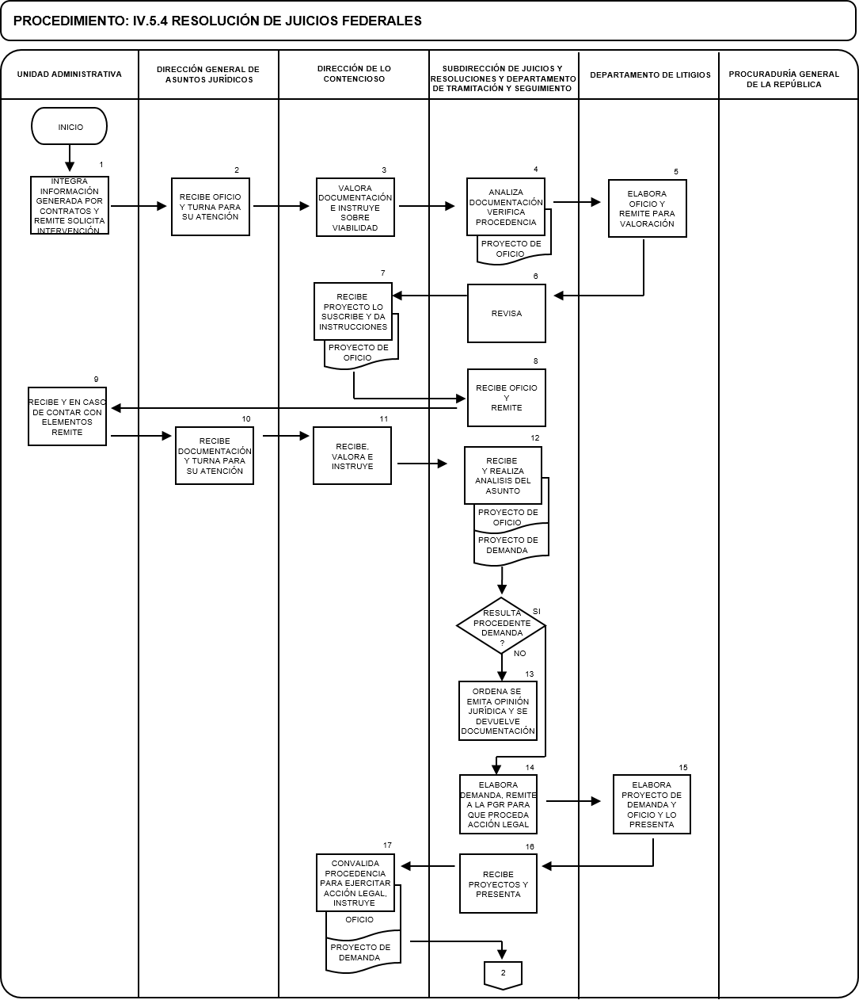 PROCEDIMIENTO: IV.5.4 RESOLUCIÓN DE JUICIOS FEDERALES
UNIDAD ADMINISTRATIVA
DIRECCIÓN GENERAL DE
ASUNTOS JURÍDICOS
DIRECCIÓN DE LO
CONTENCIOSO
SUBDIRECCIÓN DE JUICIOS Y
RESOLUCIONES Y DEPARTAMENTO
DE TRAMITACIÓN Y SEGUIMIENTO
DEPARTAMENTO DE LITIGIOS
PROCURADURÍA GENERAL
DE LA REPÚBLICA
INICIO
1
INTEGRA
INFORMACIÓN
GENERADA POR
CONTRATOS Y
REMITE SOLICITA
INTERVENCIÓN
2
RECIBE OFICIO
Y TURNA PARA
SU ATENCIÓN
3
VALORA
DOCUMENTACIÓN
E INSTRUYE
SOBRE
VIABILIDAD
4
ANALIZA
DOCUMENTACIÓN
VERIFICA
PROCEDENCIA
PROYECTO DE
OFICIO
5
ELABORA
OFICIO Y
REMITE PARA
VALORACIÓN
6
REVISA
7
RECIBE
PROYECTO LO
SUSCRIBE Y DA
INSTRUCCIONES
PROYECTO DE
OFICIO
8
RECIBE OFICIO
Y
REMITE
9
RECIBE Y EN CASO
DE CONTAR CON
ELEMENTOS
REMITE
10
RECIBE
DOCUMENTACIÓN
Y TURNA PARA
SU ATENCIÓN
11
RECIBE,
VALORA E
INSTRUYE
12
RECIBE
Y REALIZA
ANALISIS DEL
ASUNTO
PROYECTO DE
OFICIO
PROYECTO DE
DEMANDA
RESULTA
PROCEDENTE
DEMANDA
?
SI
NO
13
ORDENA SE
EMITA OPINIÓN
JURÍDICA Y SE
DEVUELVE
DOCUMENTACIÓN
14
ELABORA
DEMANDA, REMITE
A LA PGR PARA
QUE PROCEDA
ACCIÓN LEGAL
15
ELABORA
PROYECTO DE
DEMANDA Y
OFICIO Y LO
PRESENTA
16
RECIBE
PROYECTOS Y
PRESENTA
17
CONVALIDA
PROCEDENCIA
PARA EJERCITAR
ACCIÓN LEGAL,
INSTRUYE
OFICIO
PROYECTO DE
DEMANDA
2